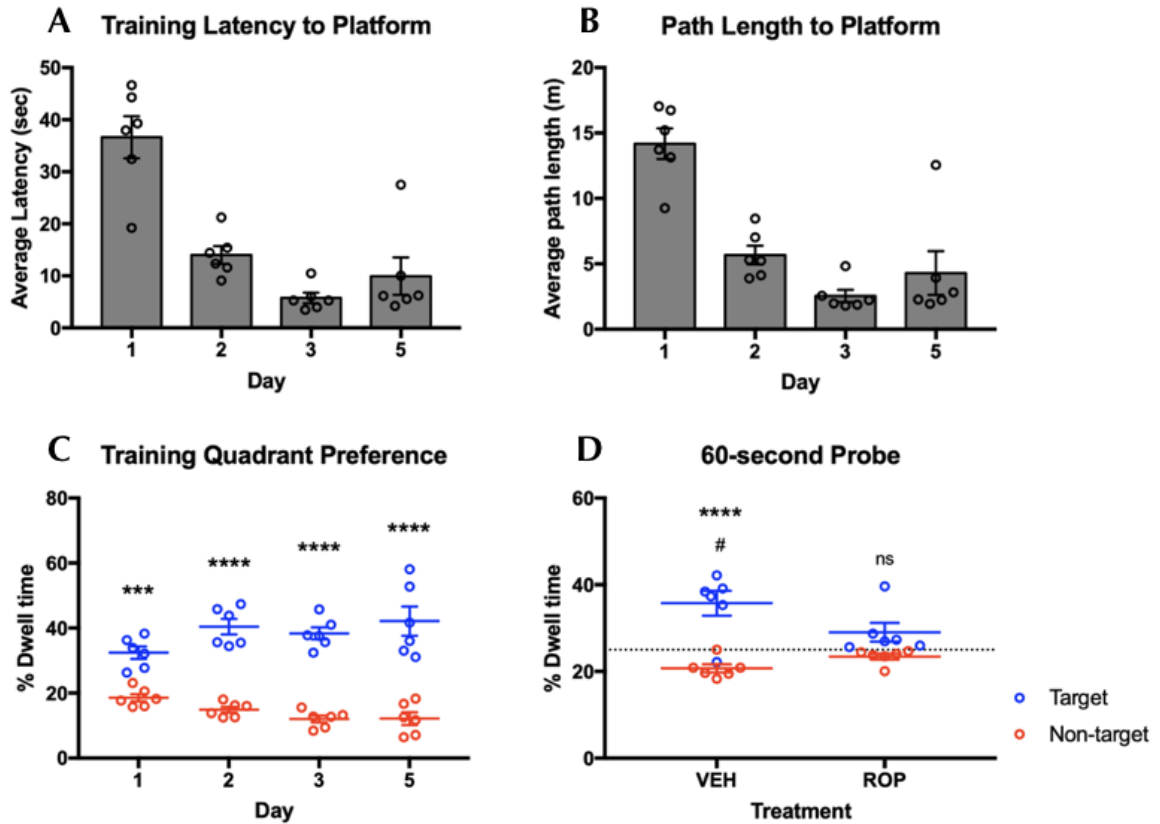 A Training Latency to Platform
Average Latency (sec)
50
40
30
20
10
0
1 2 3 5
Day
B Path Length to Platform
Average path length (m)
20
15
10
5
0
1 2 3 5
Day
C Training Quadrant Preference
% Dwell time
80
60
40
20
0
*** **** **** ****
1 2 3 5
Day
D 60-second Probe
% Dwell time
60
40
20
0
****
#
ns
VEH ROP
Treatment
Target
Non-target